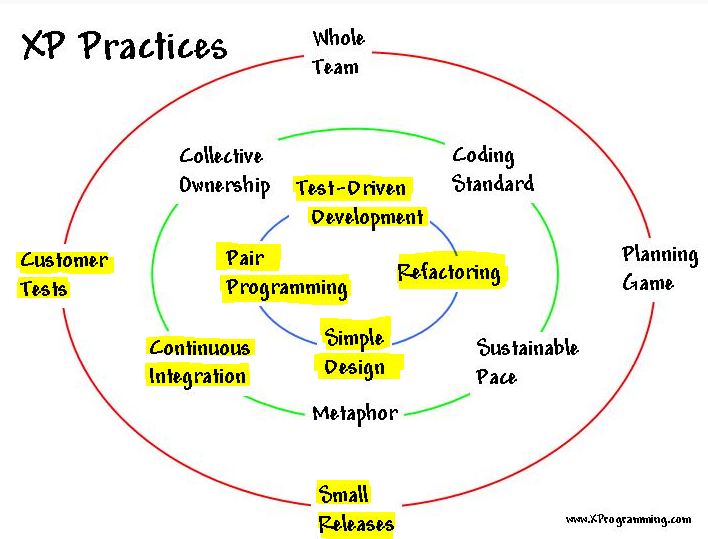 XP Practices
Whole
Team
Collective
Ownership
Coding
Standard
Test-Driven
Development
Customer
Tests
Pair
Programming
Refactoring
Planning
Game
Continuous
Integration
Simple
Design
Sustainable
Pace
Metaphor
Small
Releases
www.XProgramming.com